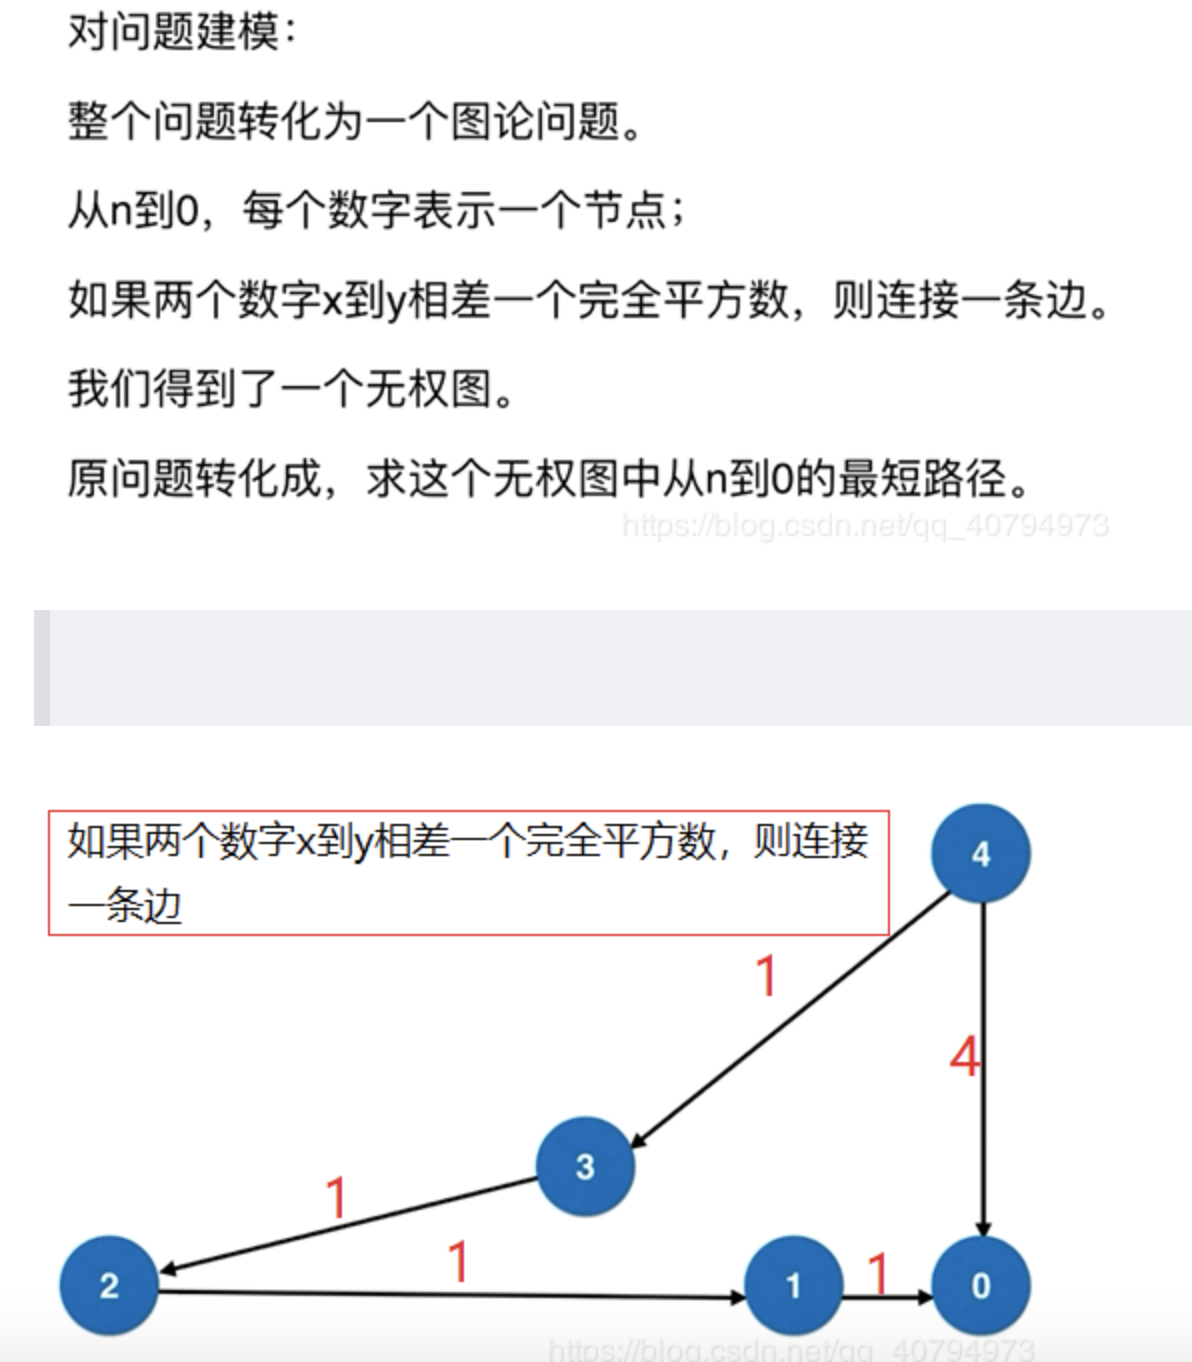 对问题建模：
整个问题转化为一个图论问题。
从n到0，每个数字表示一个节点；
如果两个数字x到y相差一个完全平方数，则连接一条边。
我们得到了一个无权图。
原问题转化成，求这个无权图中从n到0的最短路径。
https://blog.csdn.net/qq_40794973
如果两个数字x到y相差一个完全平方数，则连接
一条边
4
1
4
3
1
1
2
1
1
0
https://blog.csdn.net/qq_40794973